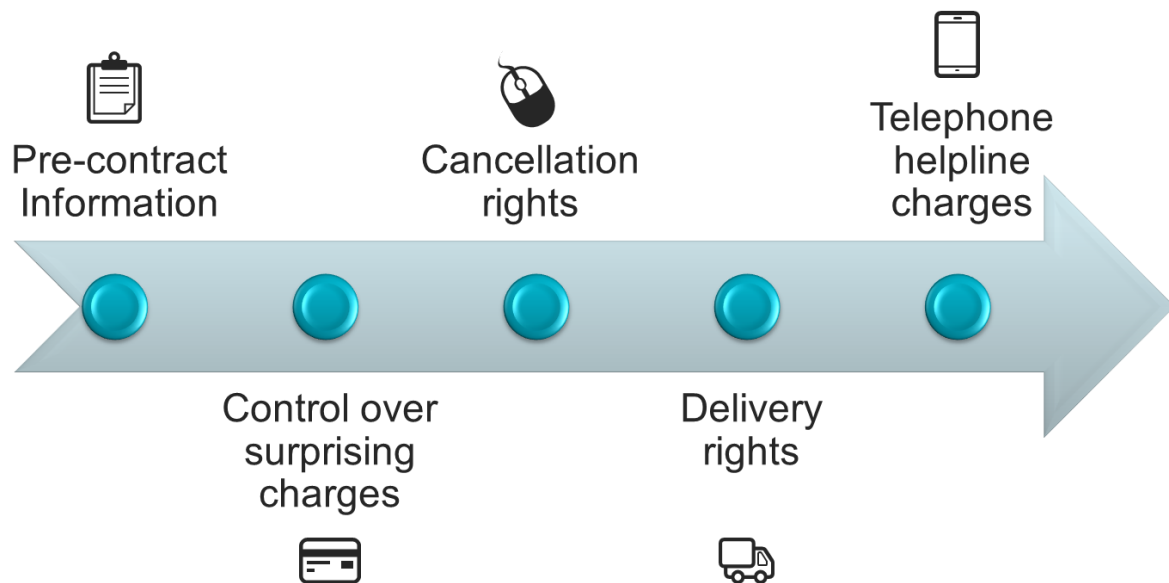 Pre-contract
Information
Control over
surprising
charges
Cancellation
rights
Delivery
rights
Telephone
helpline
charges